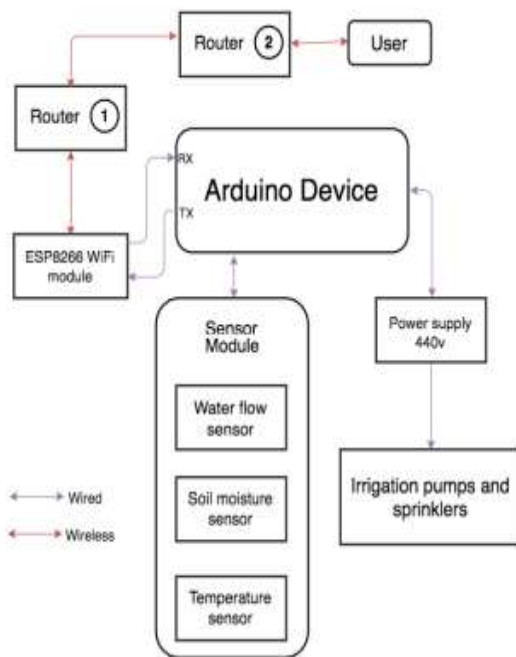 Router 2
User
Router 1
RX
Arduino Device
TX
ESP8266 WiFi
module
Sensor
Module
Power supply
440v
Water flow
sensor
Irrigation pumps and
sprinklers
Soil moisture
sensor
Wired
Wireless
Temperature
sensor